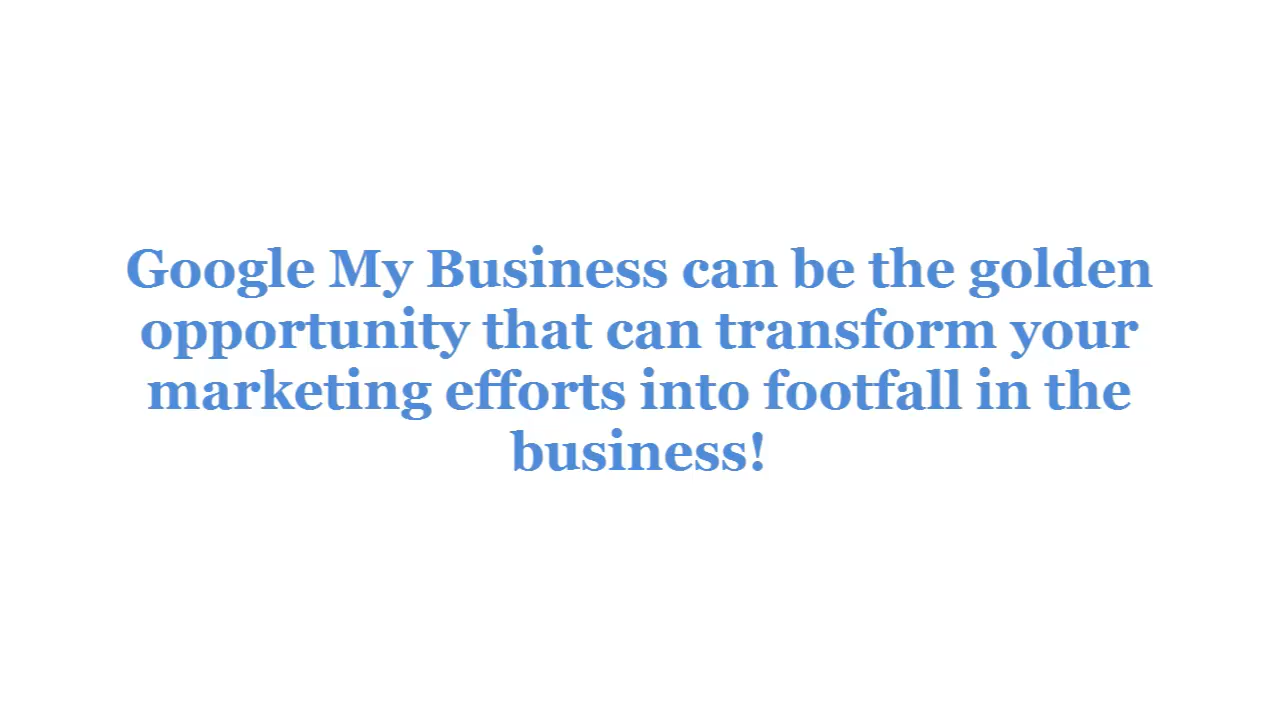 Google My Business can be the golden
opportunity that can transform your
marketing efforts into footfall in the
business!